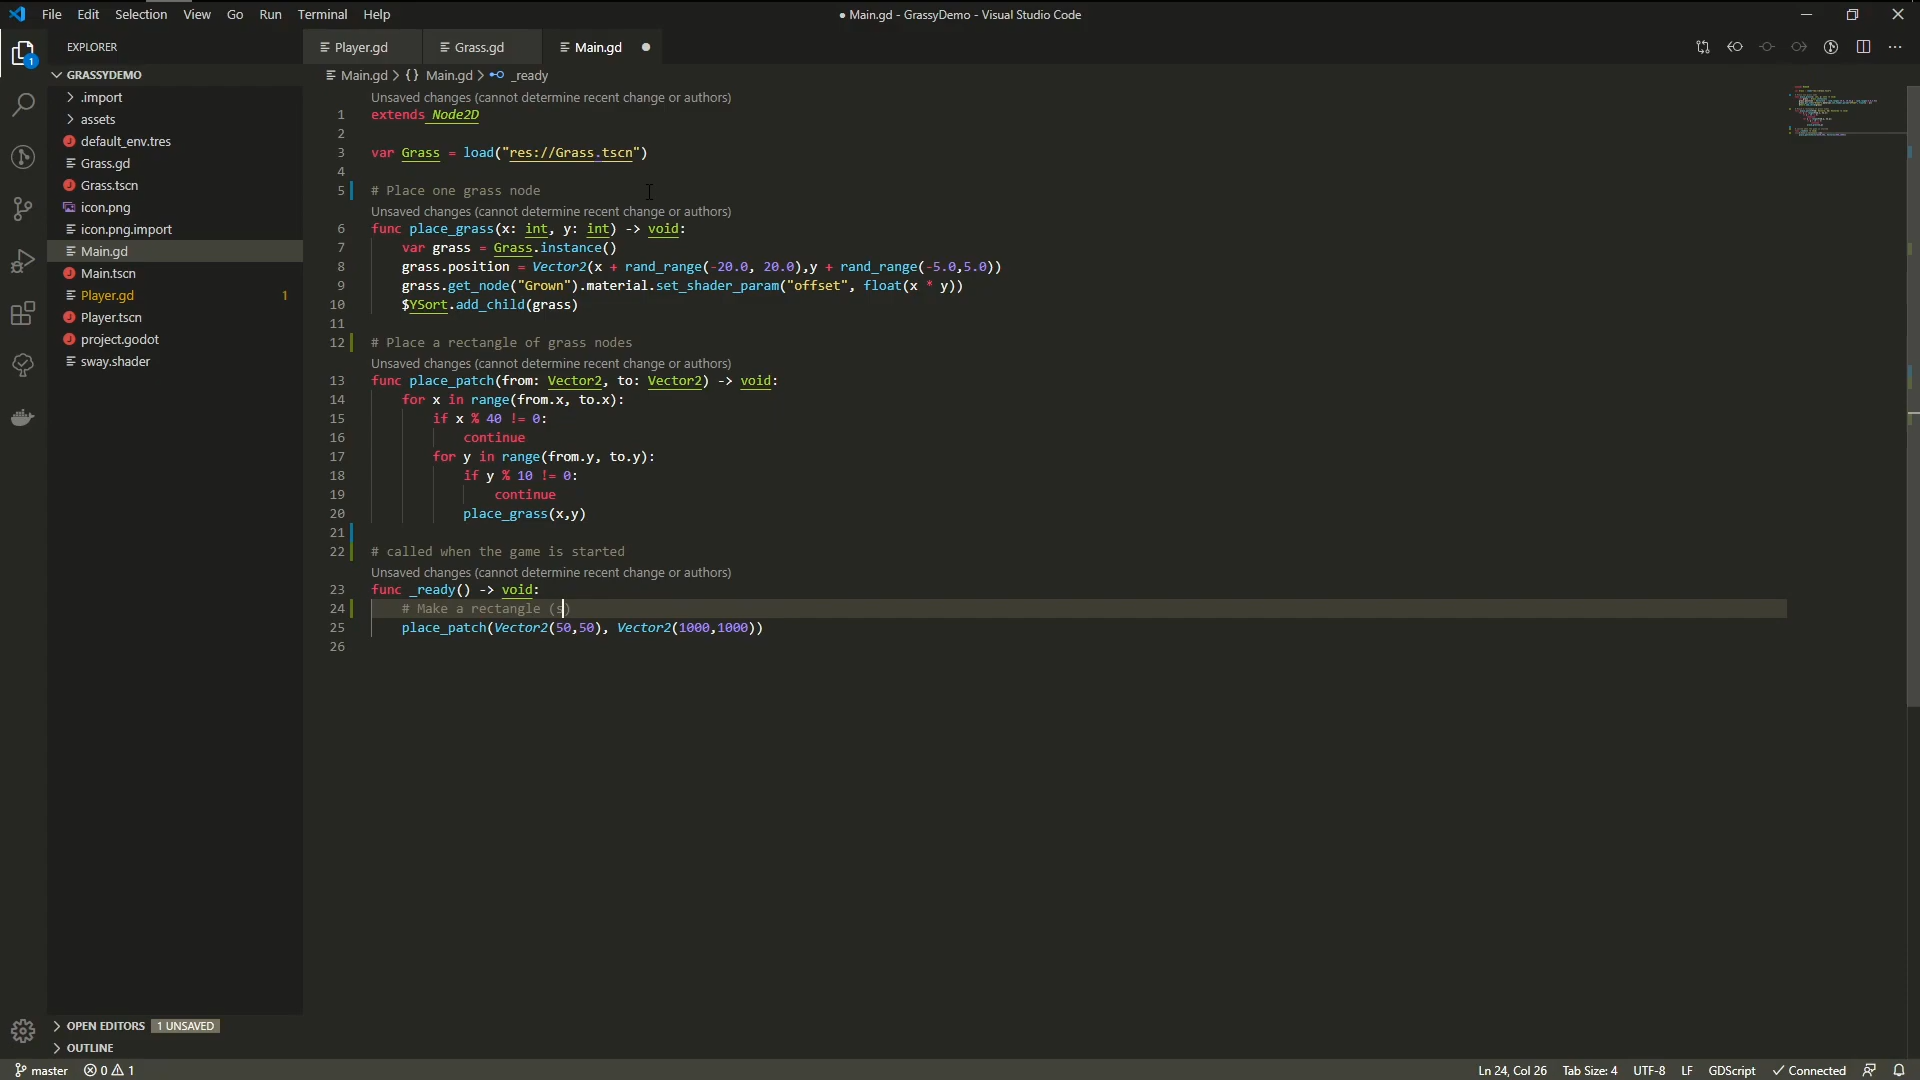 File Edit Selection View Go Run Terminal Help
● Main.gd - GrassyDemo - Visual Studio Code
EXPLORER
GRASSYDEMO
.import
assets
default_env.tres
Grass.gd
Grass.tscn
icon.png
icon.png.import
Main.gd
Main.tscn
Player.gd 1
Player.tscn
project.godot
sway.shader
OPEN EDITORS 1 UNSAVED
OUTLINE
1
Player.gd Grass.gd Main.gd ●
Main.gd > {} Main.gd > _ready
Unsaved changes (cannot determine recent change or authors)
1 extends Node2D
2
3 var Grass = load("res://Grass.tscn")
4
5 # Place one grass node
Unsaved changes (cannot determine recent change or authors)
6 func place_grass(x: int, y: int) -> void:
7 var grass = Grass.instance()
8 grass.position = Vector2(x + rand_range(-20.0, 20.0),y + rand_range(-5.0,5.0))
9 grass.get_node("Grown").material.set_shader_param("offset", float(x * y))
10 $YSort.add_child(grass)
11
12 # Place a rectangle of grass nodes
Unsaved changes (cannot determine recent change or authors)
13 func place_patch(from: Vector2, to: Vector2) -> void:
14 for x in range(from.x, to.x):
15 if x % 40 != 0:
16 continue
17 for y in range(from.y, to.y):
18 if y % 10 != 0:
19 continue
20 place_grass(x,y)
21
22 # called when the game is started
Unsaved changes (cannot determine recent change or authors)
23 func _ready() -> void:
24 # Make a rectangle (s)
25 place_patch(Vector2(50,50), Vector2(1000,1000))
26
master 0 1
Ln 24, Col 26 Tab Size: 4 UTF-8 LF GDScript Connected